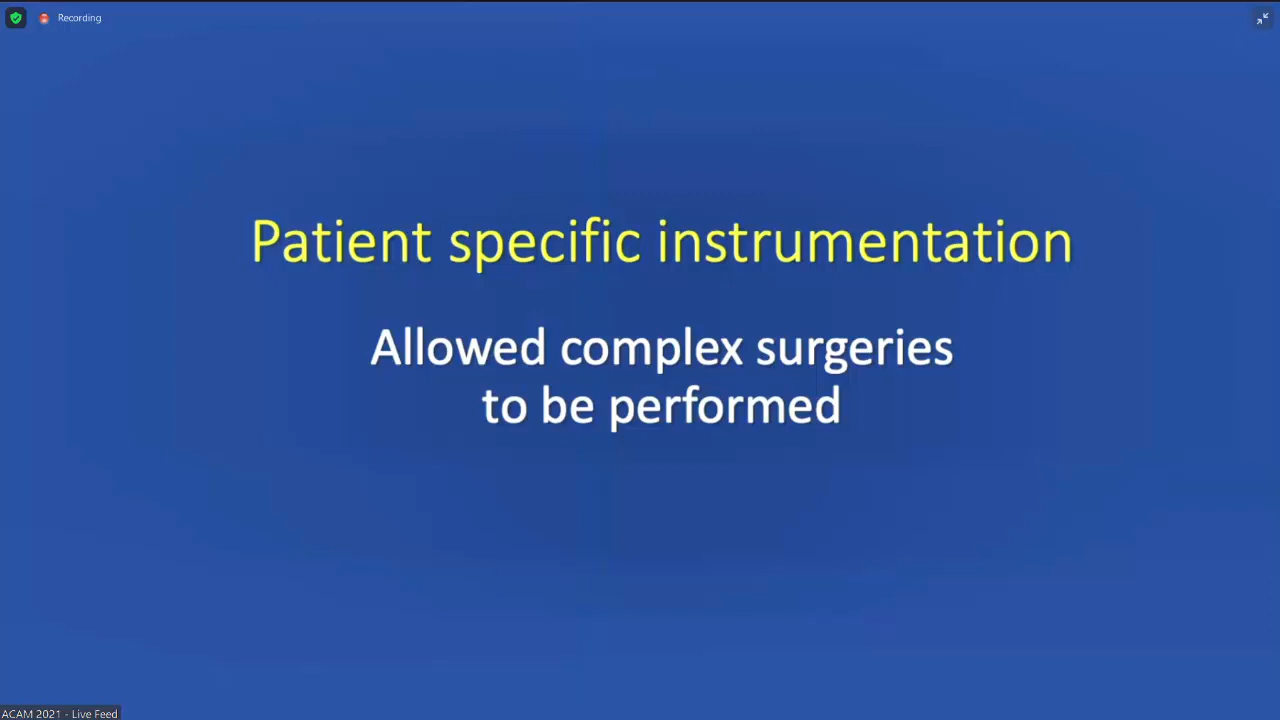 Recording
Patient specific instrumentation
Allowed complex surgeries
to be performed
ACAM 2021 - Live Feed